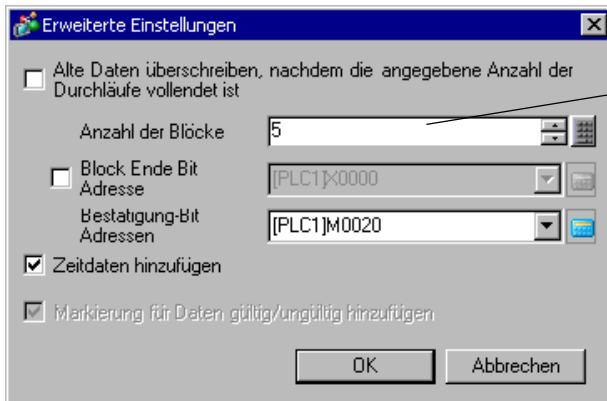 Erweiterte Einstellungen
Alte Daten überschreiben, nachdem die angegebene Anzahl der
Durchläufe vollendet ist
Anzahl der Blöcke 5
Block Ende Bit
Adresse
[PLC1]X0000
Bestätigung-Bit
Adressen
[PLC1]M0020
Zeitdaten hinzufügen
Markierung für Daten gültig/ungültig hinzufügen
OK Abbrechen